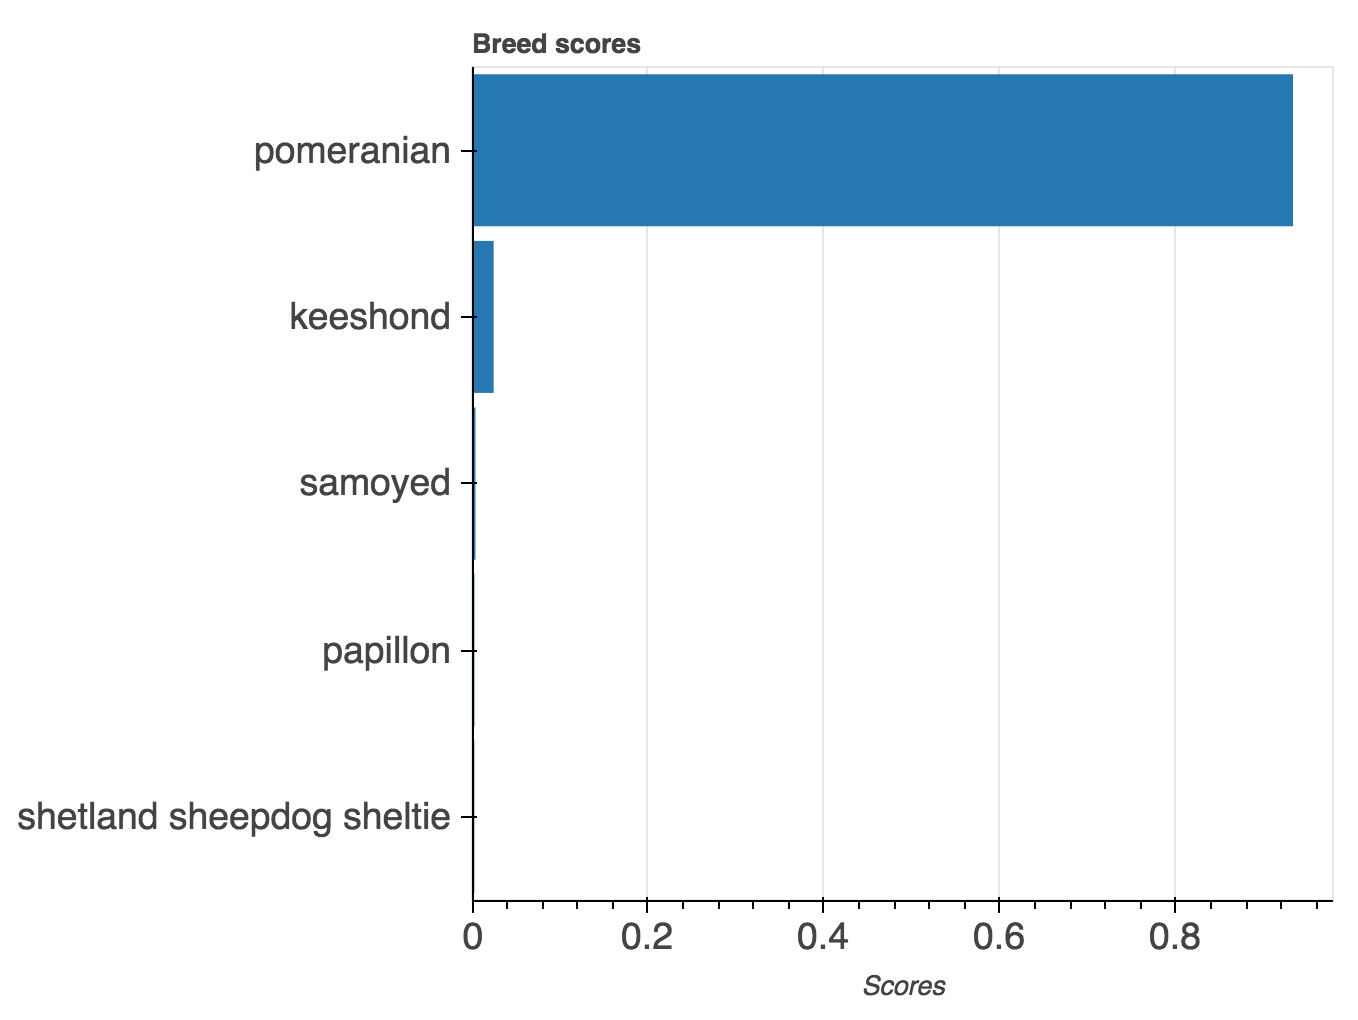 Breed scores
pomeranian
keeshond
samoyed
papillon
shetland sheepdog sheltie
0 0.2 0.4 0.6 0.8
Scores